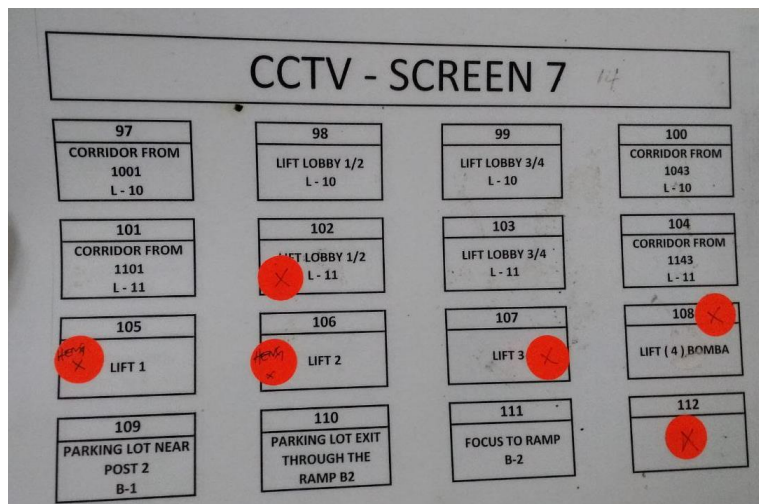 CCTV - SCREEN 7
97
CORRIDOR FROM
1001
L - 10
98
LIFT LOBBY 1/2
L - 10
99
LIFT LOBBY 3/4
L - 10
100
CORRIDOR FROM
1043
L - 10
101
CORRIDOR FROM
1101
L - 11
102
LIFT LOBBY 1/2
L - 11
X
103
LIFT LOBBY 3/4
L - 11
104
CORRIDOR FROM
1143
L - 11
105
LIFT 1
X
106
LIFT 2
X
107
LIFT 3
X
108
X
LIFT ( 4 ) BOMBA
109
PARKING LOT NEAR
POST 2
B-1
110
PARKING LOT EXIT
THROUGH THE
RAMP B2
111
FOCUS TO RAMP
B-2
112
X